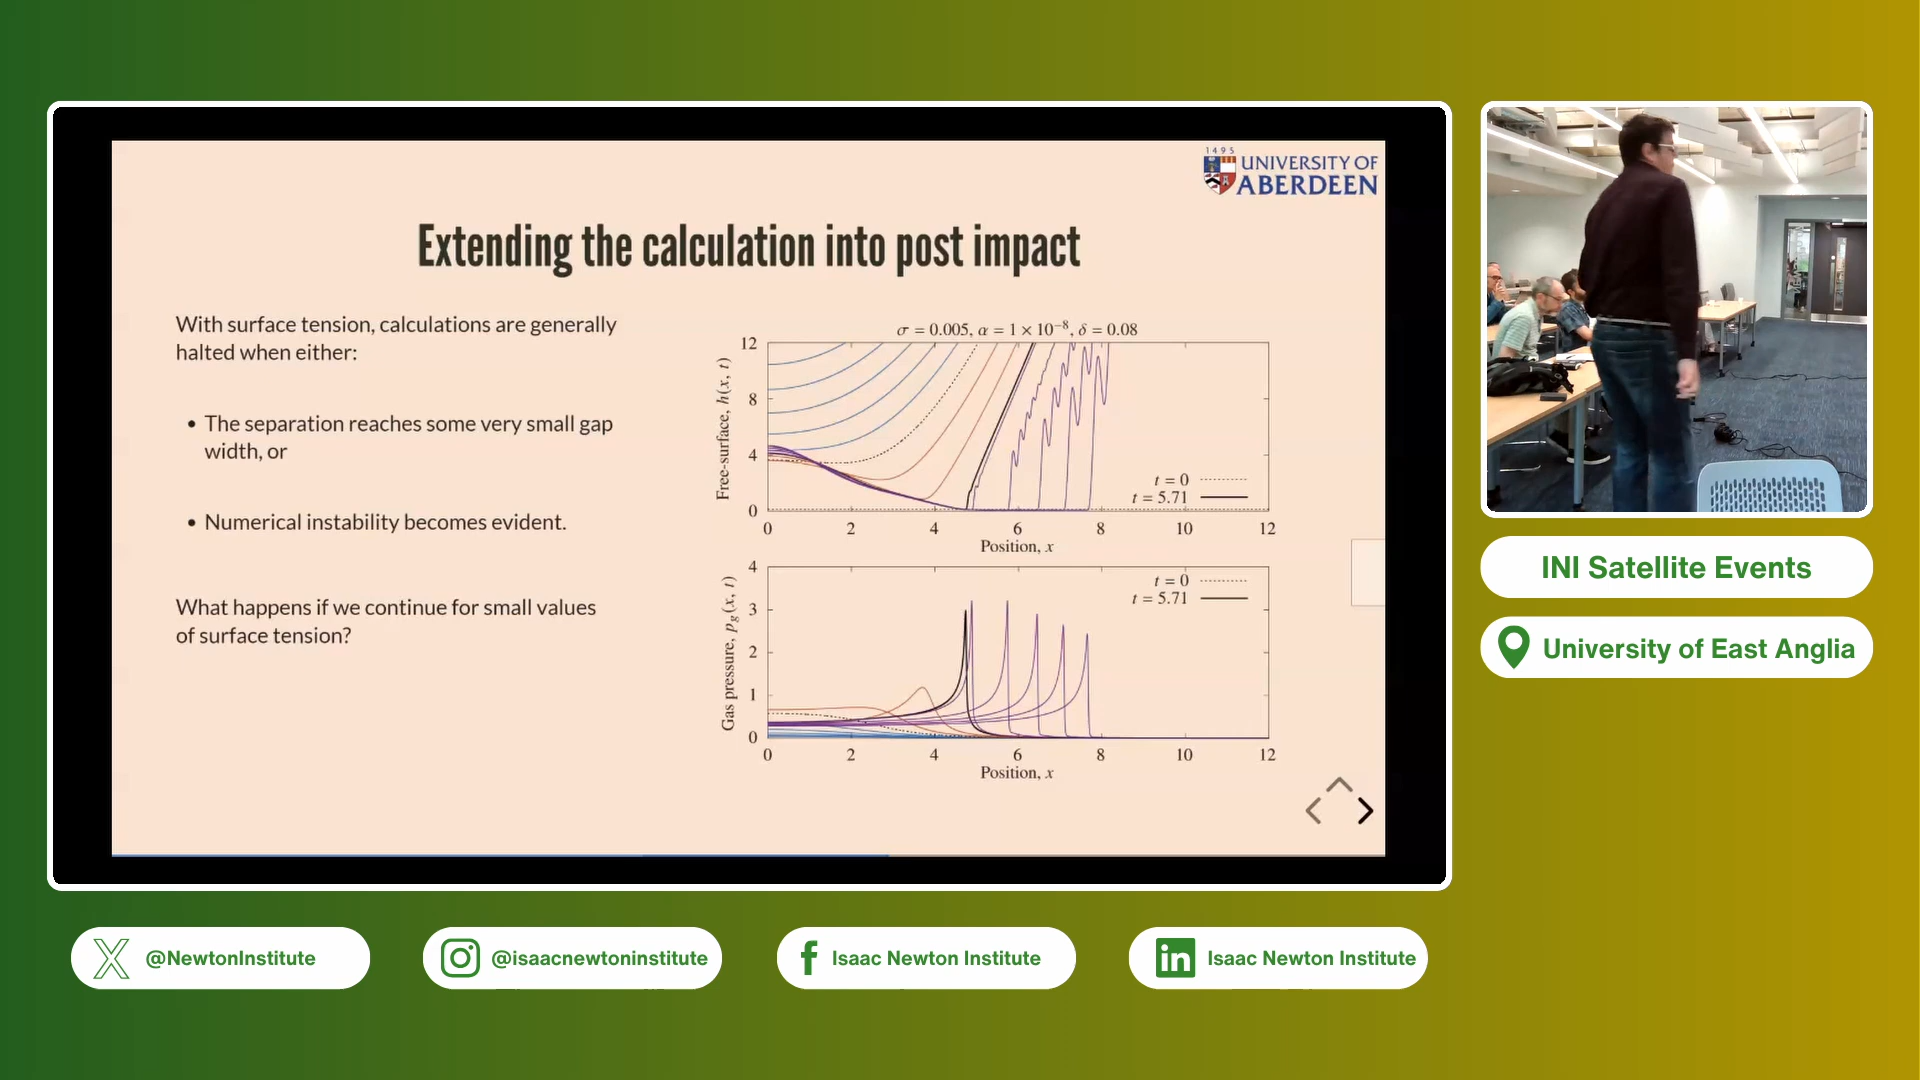 1495
UNIVERSITY OF
ABERDEEN
Extending the calculation into post impact
With surface tension, calculations are generally
halted when either:
• The separation reaches some very small gap
width, or
• Numerical instability becomes evident.
What happens if we continue for small values
of surface tension?
σ = 0.005, α = 1 × 10⁻⁸, δ = 0.08
Free-surface, h(x, t)
12
8
4
0
t = 0
t = 5.71
0 2 4 6 8 10 12
Position, x
Gas pressure, p_g(x, t)
4
3
2
1
0
t = 0
t = 5.71
0 2 4 6 8 10 12
Position, x
INI Satellite Events
University of East Anglia
@NewtonInstitute
@isaacnewtoninstitute
Isaac Newton Institute
Isaac Newton Institute